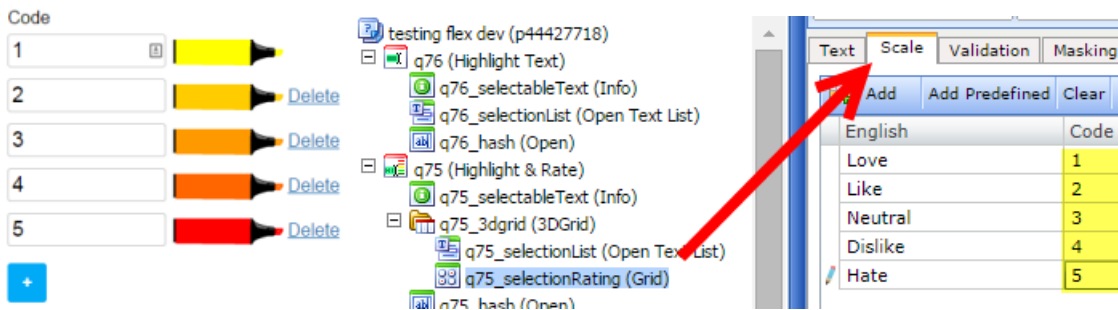 Code
1
2 Delete
3 Delete
4 Delete
5 Delete
+
testing flex dev (p44427718)
q76 (Highlight Text)
q76_selectableText (Info)
q76_selectionList (Open Text List)
q76_hash (Open)
q75 (Highlight & Rate)
q75_selectableText (Info)
q75_3dgrid (3DGrid)
q75_selectionList (Open Text List)
q75_selectionRating (Grid)
q75_hash (Open)
Text Scale Validation Masking
Add Add Predefined Clear
English Code
Love 1
Like 2
Neutral 3
Dislike 4
Hate 5